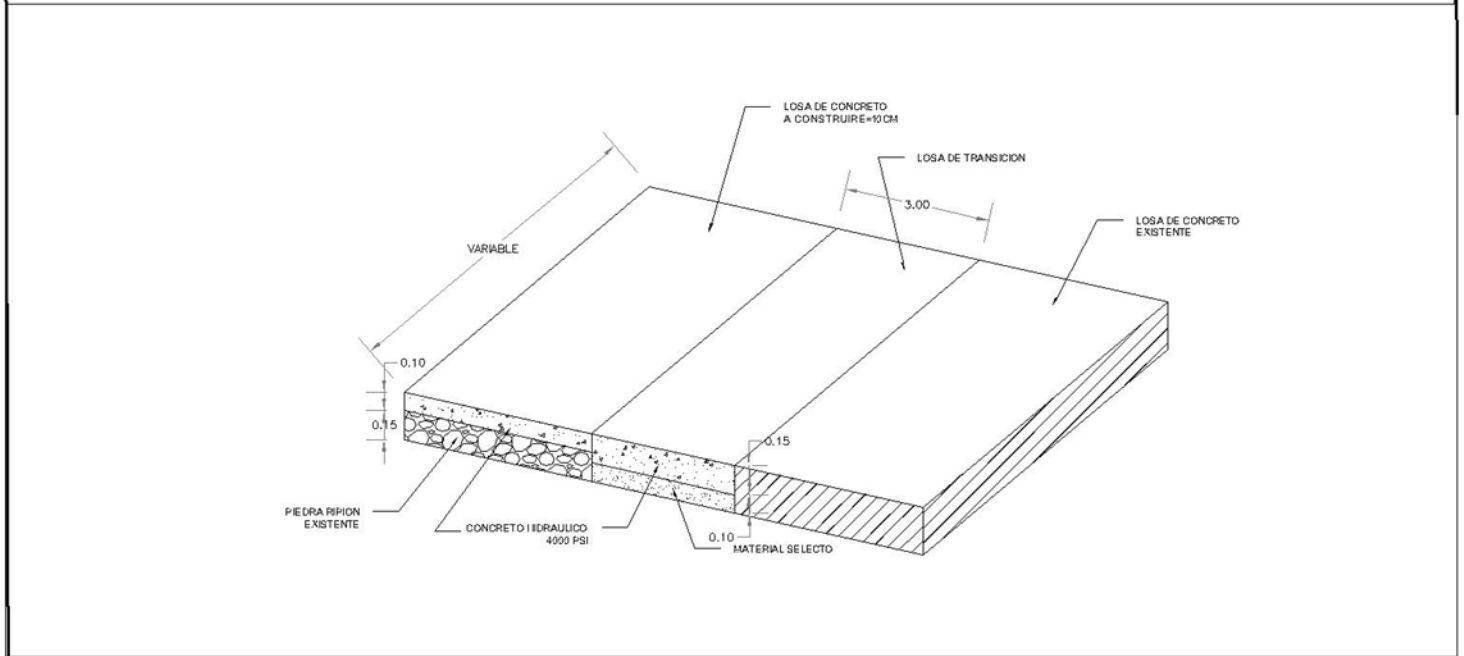 LOSA DE CONCRETO
A CONSTRUIR E=10CM
LOSA DE TRANSICION
3.00
LOSA DE CONCRETO
EXISTENTE
VARIABLE
0.10
0.15
0.15
PIEDRA RIPION
EXISTENTE
CONCRETO HIDRAULICO
4000 PSI
0.10
MATERIAL SELECTO